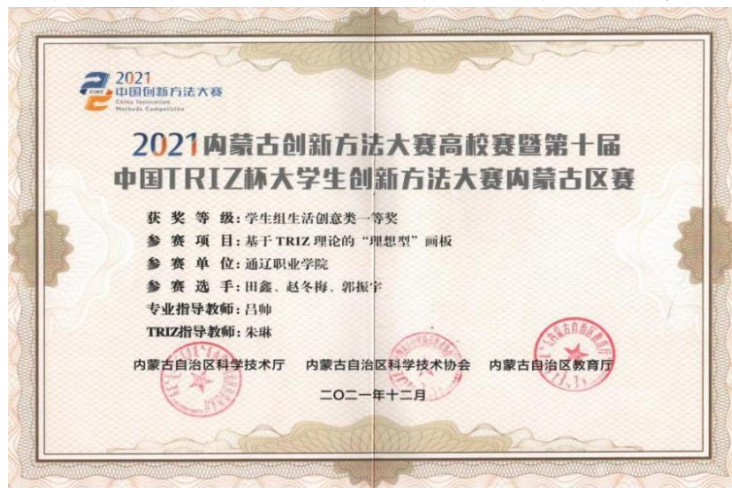 2021
中国创新方法大赛
China Innovation
Methods Competition
2021内蒙古创新方法大赛高校赛暨第十届
中国TRIZ杯大学生创新方法大赛内蒙古区赛
获奖等级:学生组生活创意类一等奖
参赛项目:基于TRIZ理论的“理想型”画板
参赛单位:通辽职业学院
参赛选手:田鑫、赵冬梅、郭振宇
专业指导教师:吕帅
TRIZ指导教师:朱琳
内蒙古自治区科学技术厅 内蒙古自治区科学技术协会 内蒙古自治区教育厅
二〇二一年十二月